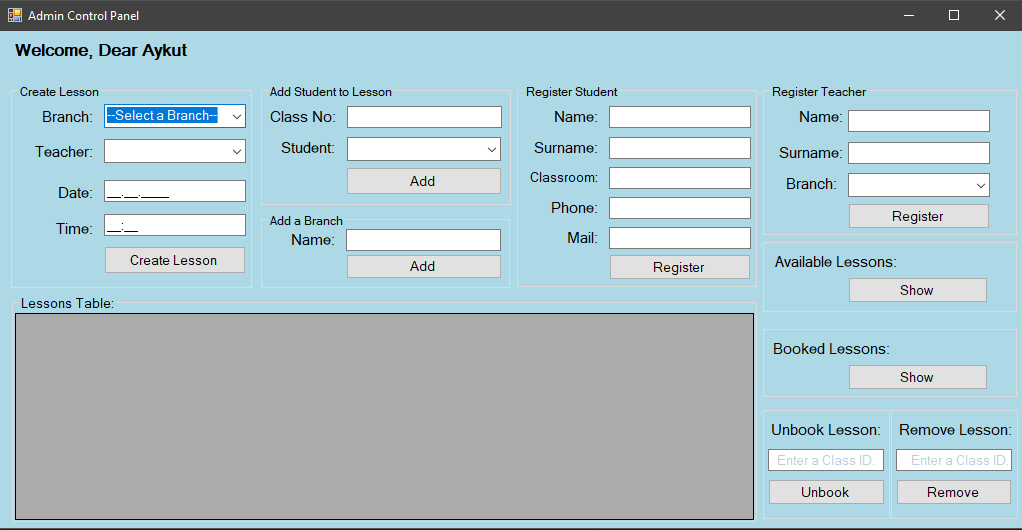 Admin Control Panel
Welcome, Dear Aykut
Create Lesson
Branch:
--Select a Branch--
Teacher:
Date:
__.__.____
Time:
__:__
Create Lesson
Add Student to Lesson
Class No:
Student:
Add
Add a Branch
Name:
Add
Register Student
Name:
Surname:
Classroom:
Phone:
Mail:
Register
Register Teacher
Name:
Surname:
Branch:
Register
Available Lessons:
Show
Booked Lessons:
Show
Lessons Table:
Unbook Lesson:
Enter a Class ID.
Unbook
Remove Lesson:
Enter a Class ID.
Remove